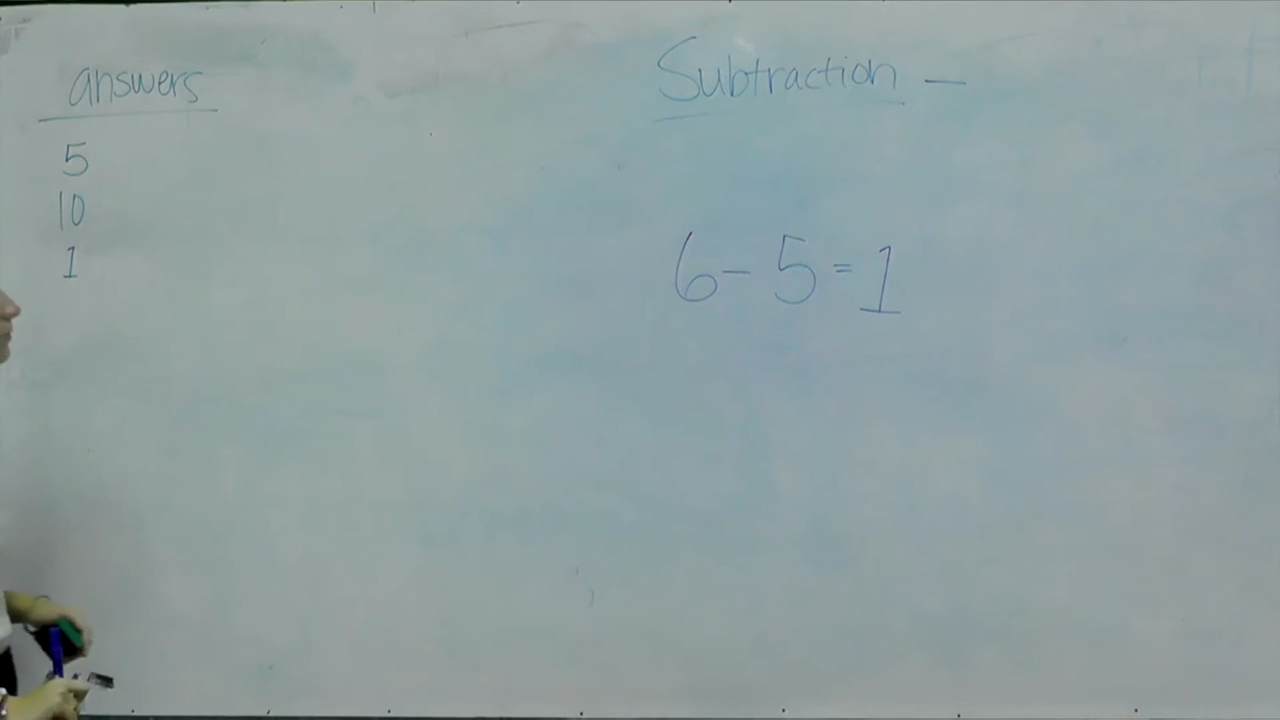 answers
5
10
1
Subtraction —
6 - 5 = 1